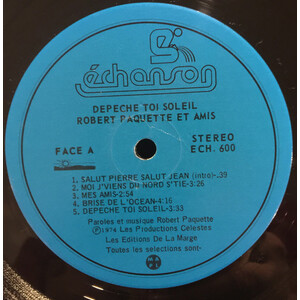 échanson
DEPECHE TOI SOLEIL
ROBERT PAQUETTE ET AMIS
FACE A
STEREO
ECH. 600
1. SALUT PIERRE SALUT JEAN (intro)-.39
2. MOI J'VIENS DU NORD S'TIE-3:26
3. MES AMIS-2:54
4. BRISE DE L'OCEAN-4:16
5. DEPECHE TOI SOLEIL-3:33
Paroles et musique Robert Paquette
Ⓟ 1976 Les Productions Célestes
Les Editions De La Marge
Toutes les selections sont-